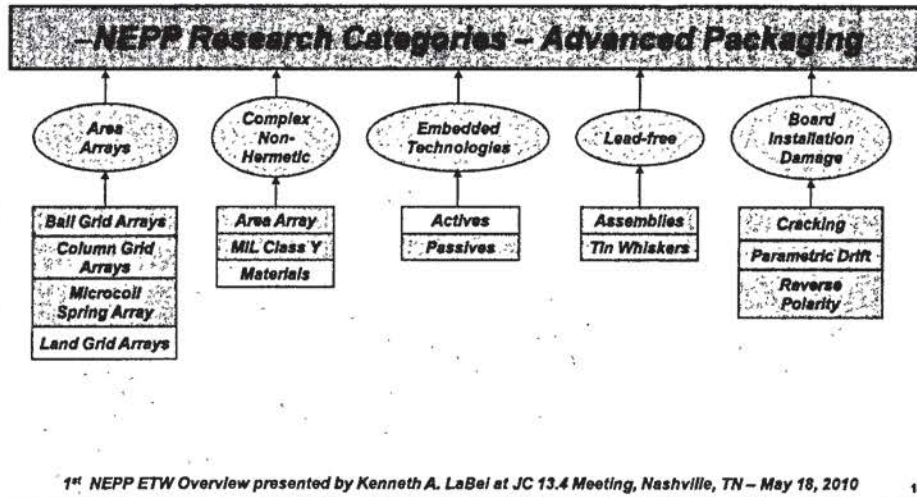 –NEPP Research Categories – Advanced Packaging
Area
Arrays
Complex
Non-
Hermetic
Embedded
Technologies
Lead-free
Board
Installation
Damage
Ball Grid Arrays
Column Grid
Arrays
Microcoil
Spring Array
Land Grid Arrays
Area Array
MIL Class Y
Materials
Actives
Passives
Assemblies
Tin Whiskers
Cracking
Parametric Drift
Reverse
Polarity
1st NEPP ETW Overview presented by Kenneth A. LaBel at JC 13.4 Meeting, Nashville, TN – May 18, 2010
1